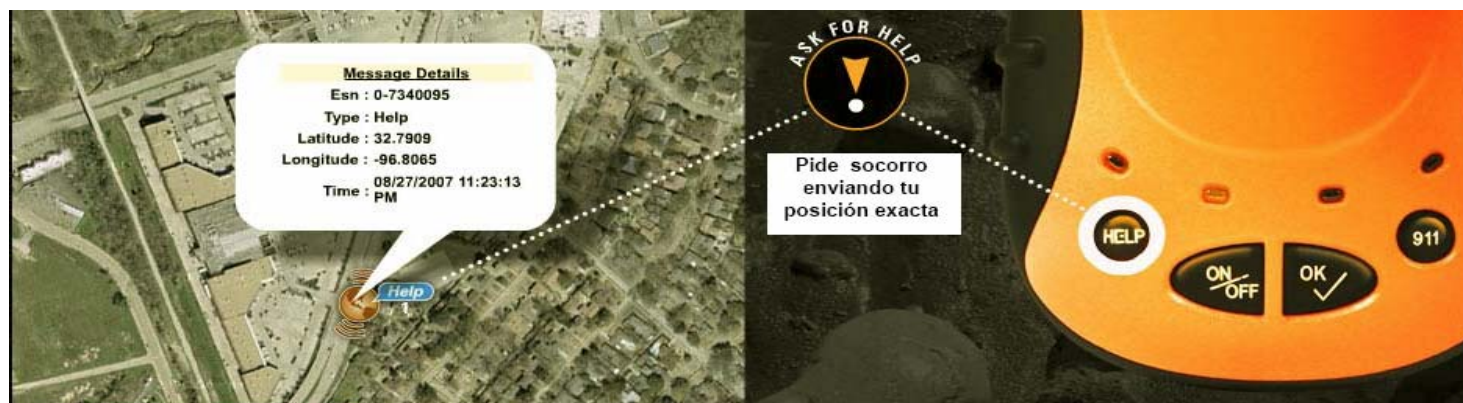 Message Details
Esn : 0-7340095
Type : Help
Latitude : 32.7909
Longitude : -96.8065
Time : 08/27/2007 11:23:13
PM
Help
1
ASK FOR HELP
Pide socorro
enviando tu
posición exacta
HELP
ON/OFF
OK
911